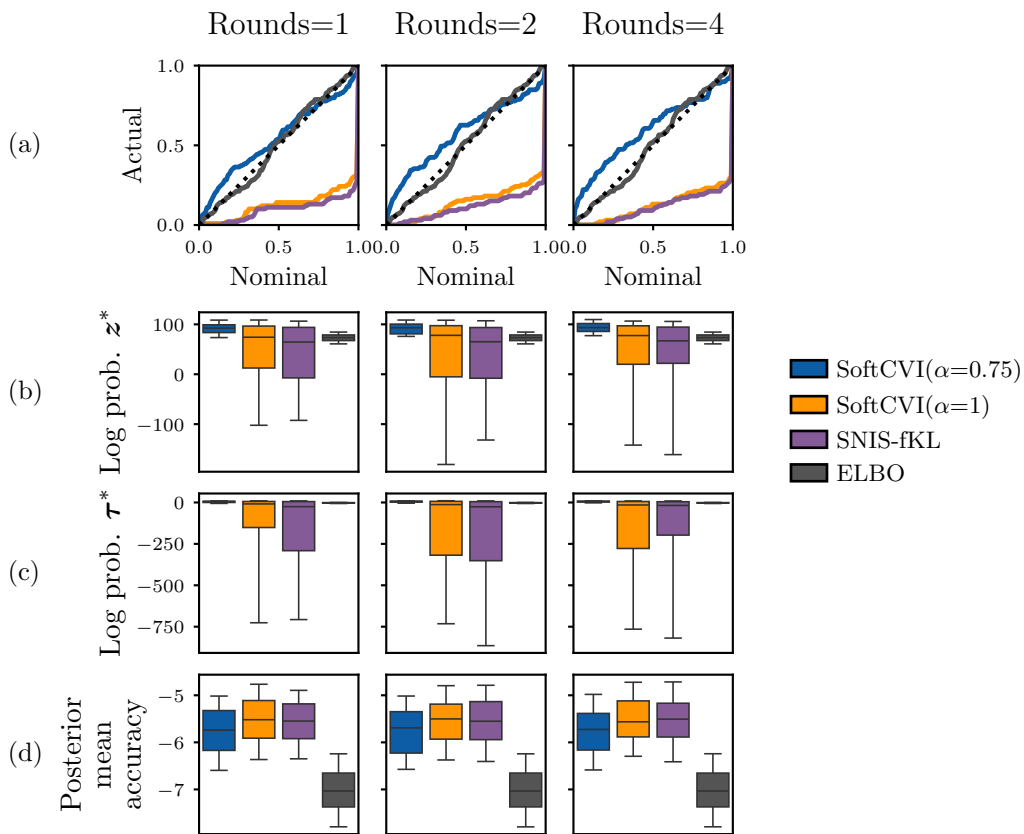 Rounds=1 Rounds=2 Rounds=4
(a)
Actual
1.0
0.5
0.0
0.0 0.5 1.0 0.0 0.5 1.0 0.0 0.5 1.0
Nominal Nominal Nominal
(b)
Log prob. z*
100
0
−100
SoftCVI(α=0.75)
SoftCVI(α=1)
SNIS-fKL
ELBO
(c)
Log prob. τ*
0
−250
−500
−750
(d)
Posterior
mean
accuracy
−5
−6
−7